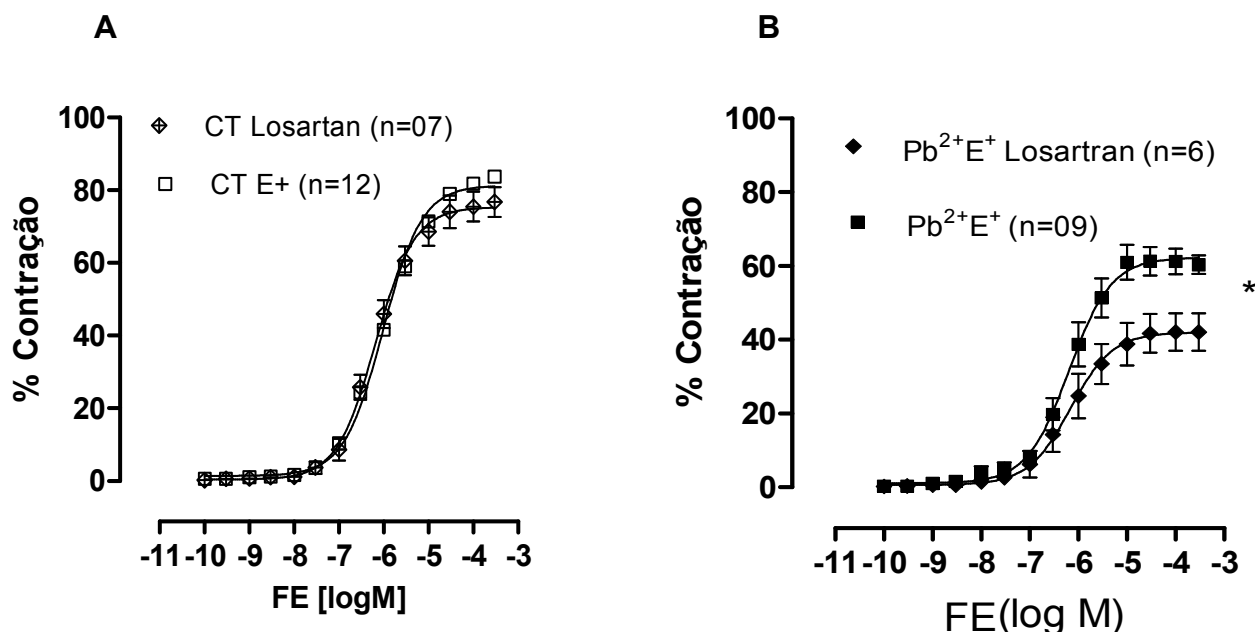 A
B
100
80
60
40
20
0
% Contração
CT Losartan (n=07)
CT E+ (n=12)
-11 -10 -9 -8 -7 -6 -5 -4 -3
FE [logM]
100
80
60
40
20
0
% Contração
Pb²⁺E⁺ Losartran (n=6)
Pb²⁺E⁺ (n=09)
*
-11 -10 -9 -8 -7 -6 -5 -4 -3
FE(log M)